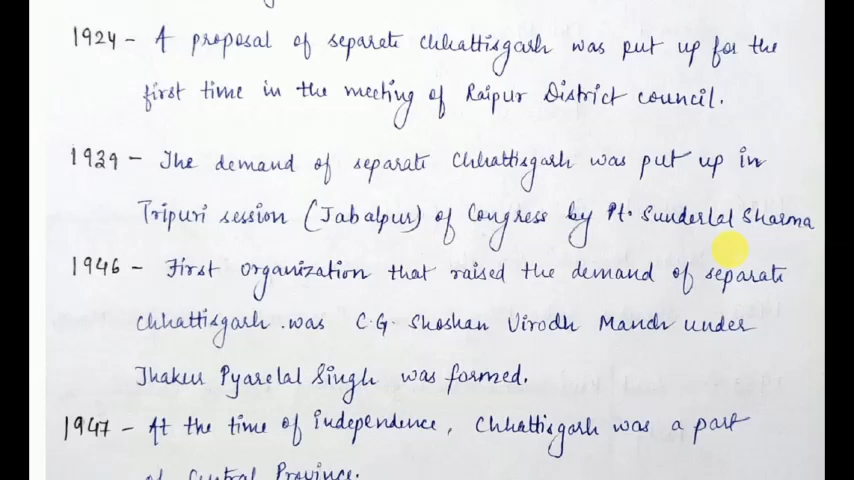 1924 - A proposal of separate Chhattisgarh was put up for the
first time in the meeting of Raipur District council.
1939 - The demand of separate Chhattisgarh was put up in
Tripuri session (Jabalpur) of Congress by Pt. Sunderlal Sharma
1946 - First organization that raised the demand of separate
Chhattisgarh was C.G. Shoshan Virodh Manch under
Thakur Pyarelal Singh was formed.
1947 - At the time of independence, Chhattisgarh was a part
of Central Province.